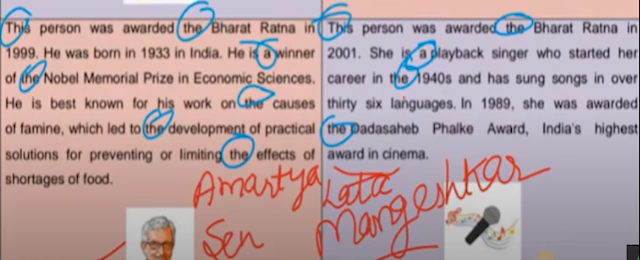 This person was awarded the Bharat Ratna in
1999. He was born in 1933 in India. He is a winner
of the Nobel Memorial Prize in Economic Sciences.
He is best known for his work on the causes
of famine, which led to the development of practical
solutions for preventing or limiting the effects of
shortages of food.
Amartya
Sen
This person was awarded the Bharat Ratna in
2001. She is a playback singer who started her
career in the 1940s and has sung songs in over
thirty six languages. In 1989, she was awarded
the Dadasaheb Phalke Award, India's highest
award in cinema.
Lata
Mangeshkar